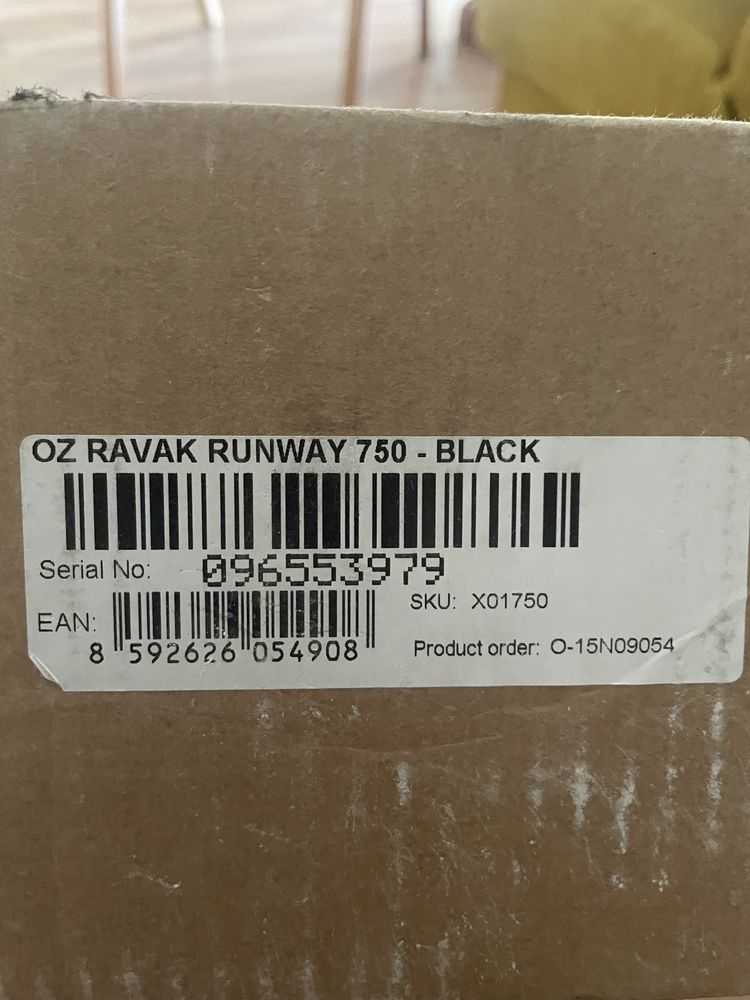 OZ RAVAK RUNWAY 750 - BLACK
Serial No: 096553979
SKU: X01750
EAN:
8 592626 054908
Product order: O-15N09054